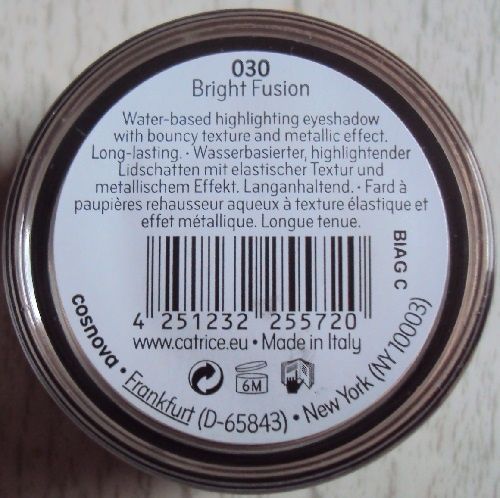 030
Bright Fusion
Water-based highlighting eyeshadow
with bouncy texture and metallic effect.
Long-lasting. · Wasserbasierter, highlightender
Lidschatten mit elastischer Textur und
metallischem Effekt. Langanhaltend. · Fard à
paupières rehausseur aqueux à texture élastique et
effet métallique. Longue tenue.
BIAG C
4 251232 255720
www.catrice.eu • Made in Italy
6M
cosnova • Frankfurt (D-65843) • New York (NY 10003)